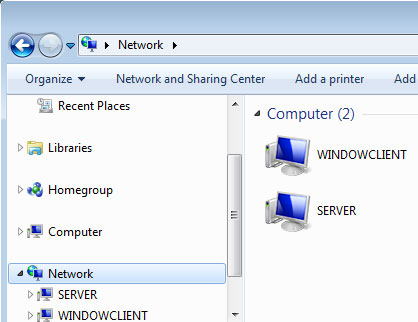 Network
Organize
Network and Sharing Center
Add a printer
Add
Recent Places
Libraries
Homegroup
Computer
Network
SERVER
WINDOWCLIENT
Computer (2)
WINDOWCLIENT
SERVER